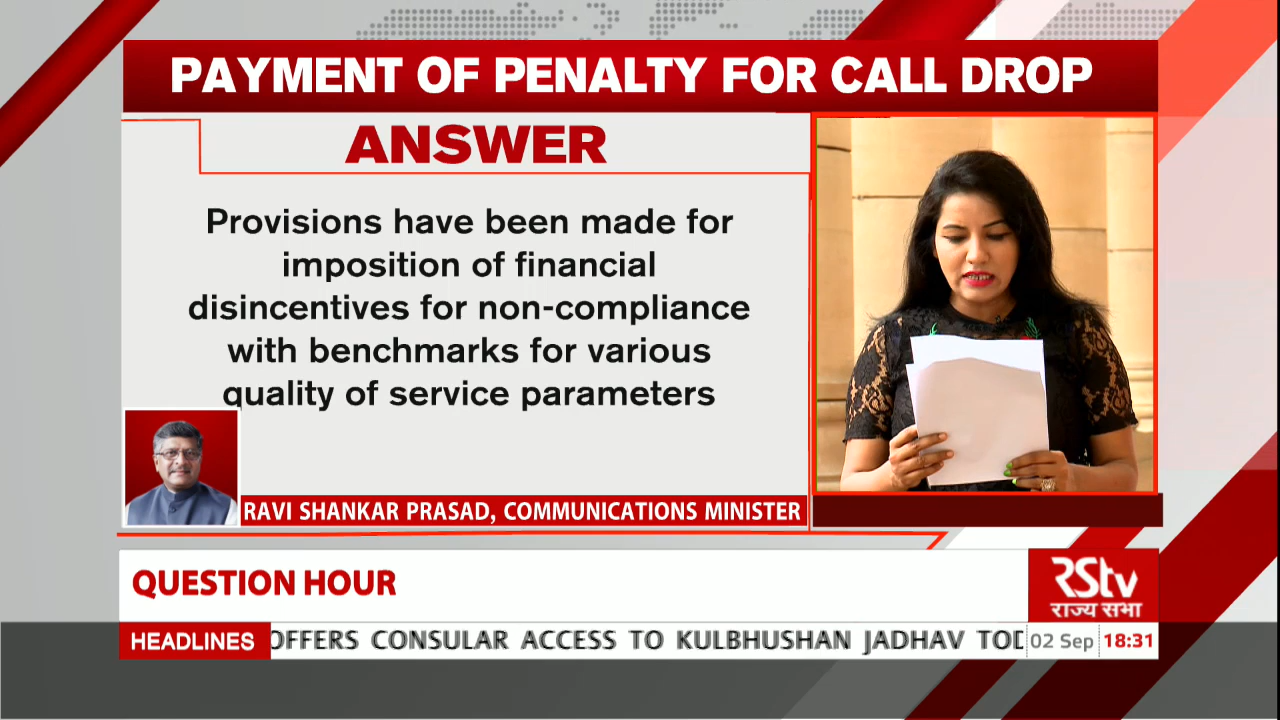 PAYMENT OF PENALTY FOR CALL DROP
ANSWER
Provisions have been made for
imposition of financial
disincentives for non-compliance
with benchmarks for various
quality of service parameters
RAVI SHANKAR PRASAD, COMMUNICATIONS MINISTER
QUESTION HOUR
RStv
राज्य सभा
HEADLINES OFFERS CONSULAR ACCESS TO KULBHUSHAN JADHAV TOD 02 Sep 18:31